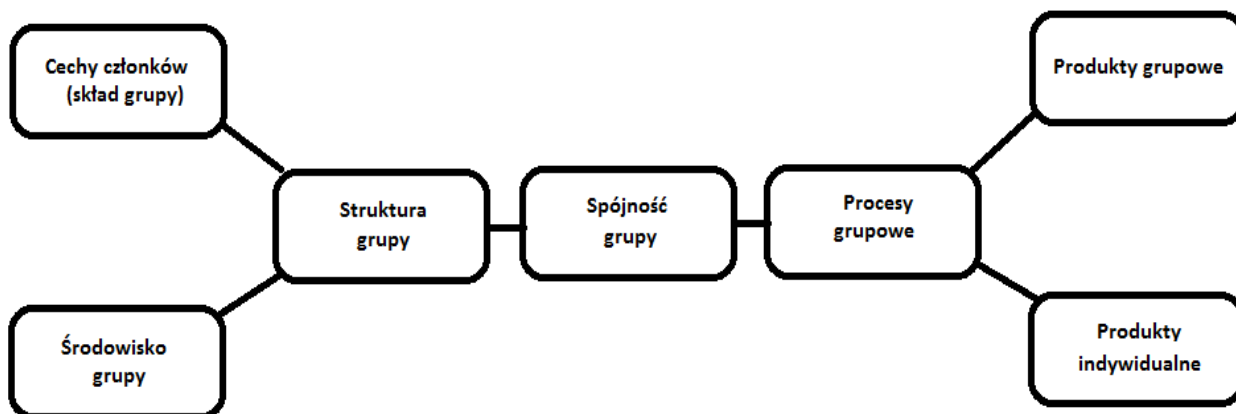 Cechy członków
(skład grupy)
Środowisko
grupy
Struktura
grupy
Spójność
grupy
Procesy
grupowe
Produkty grupowe
Produkty
indywidualne